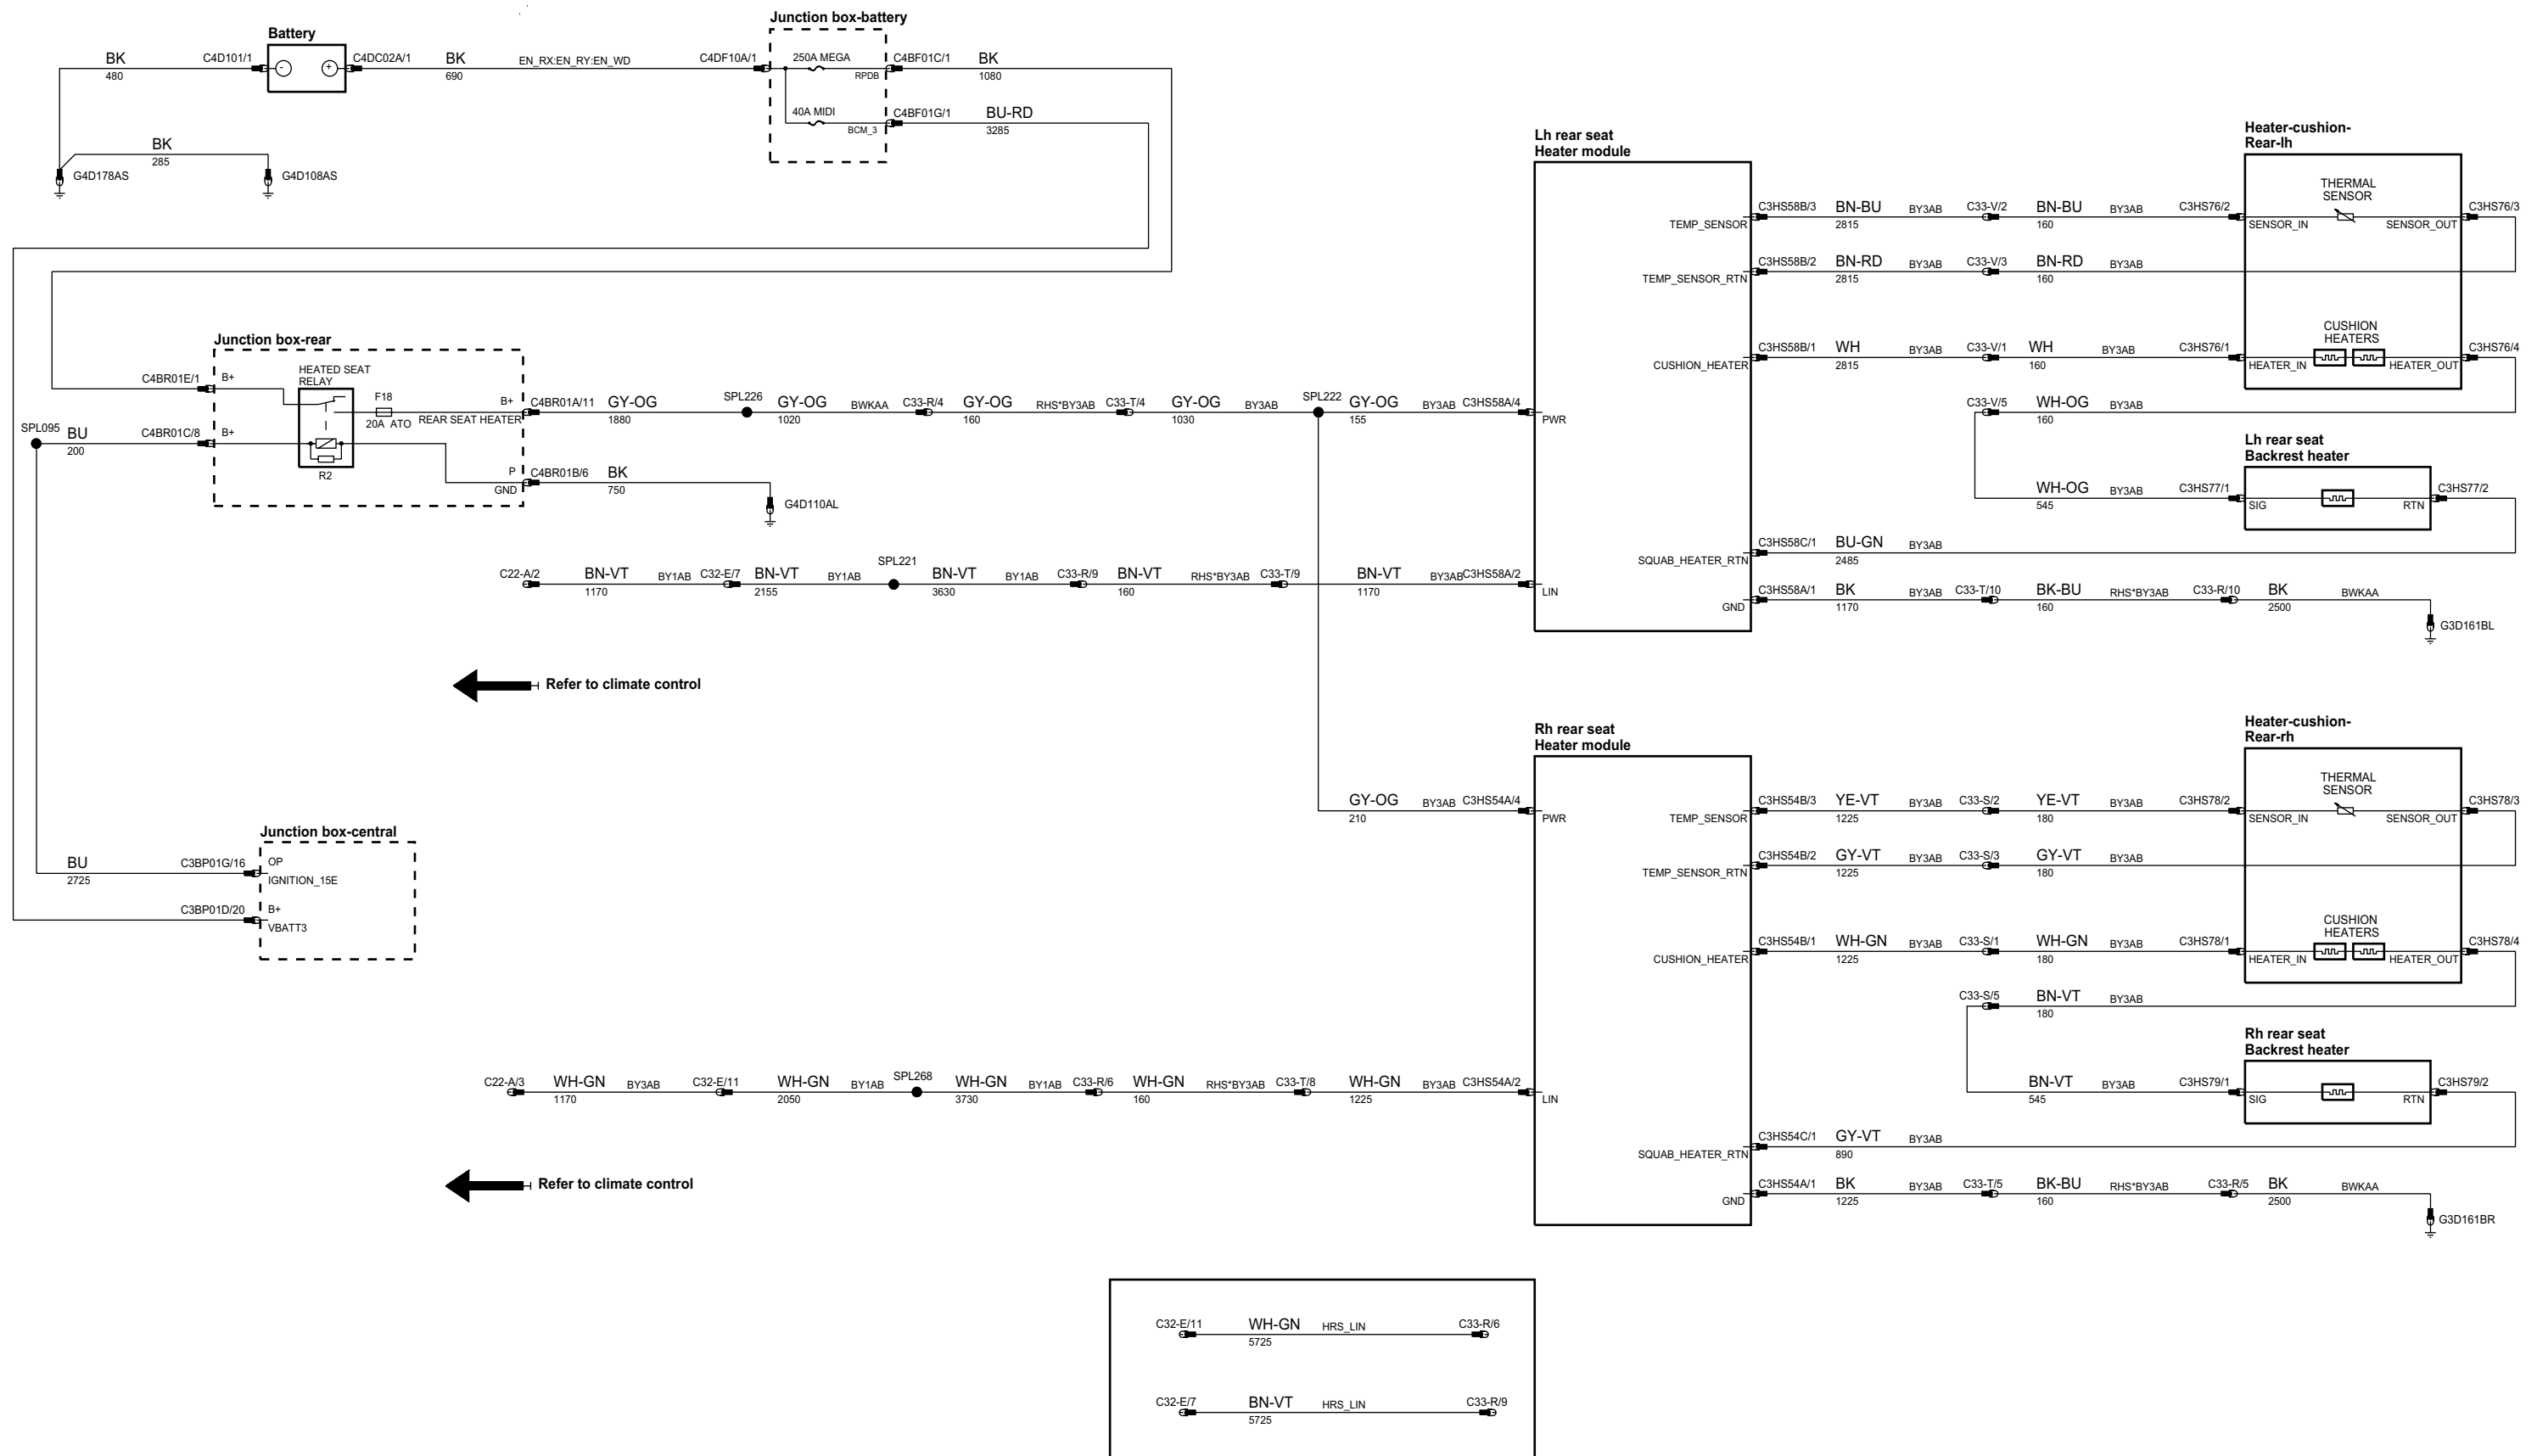 Junction box-battery
Battery
BK
480
C4D101/1
-
+
C4DC02A/1
BK
690
EN_RX:EN_RY:EN_WD
C4DF10A/1
250A MEGA
RPDB
C4BF01C/1
BK
1080
40A MIDI
BCM_3
C4BF01G/1
BU-RD
3285
BK
285
G4D178AS
G4D108AS
Junction box-rear
C4BR01E/1
B+
HEATED SEAT
RELAY
F18
20A ATO
B+
REAR SEAT HEATER
C4BR01A/11
GY-OG
1880
SPL226
GY-OG
1020
BWKAA
C33-R/4
GY-OG
160
RHS*BY3AB
C33-T/4
GY-OG
1030
BY3AB
SPL222
GY-OG
155
BY3AB
C3HS58A/4
SPL095
BU
200
C4BR01C/8
B+
R2
P
GND
C4BR01B/6
BK
750
G4D110AL
C22-A/2
BN-VT
1170
BY1AB
C32-E/7
BN-VT
2155
BY1AB
SPL221
BN-VT
3630
BY1AB
C33-R/9
BN-VT
160
RHS*BY3AB
C33-T/9
BN-VT
1170
BY3AB
C3HS58A/2
Refer to climate control
Lh rear seat
Heater module
PWR
LIN
TEMP_SENSOR
TEMP_SENSOR_RTN
CUSHION_HEATER
SQUAB_HEATER_RTN
GND
C3HS58B/3
BN-BU
2815
BY3AB
C33-V/2
BN-BU
160
BY3AB
C3HS76/2
C3HS58B/2
BN-RD
2815
BY3AB
C33-V/3
BN-RD
160
BY3AB
C3HS58B/1
WH
2815
BY3AB
C33-V/1
WH
160
BY3AB
C3HS76/1
Heater-cushion-
Rear-lh
THERMAL
SENSOR
SENSOR_IN
SENSOR_OUT
C3HS76/3
CUSHION
HEATERS
HEATER_IN
HEATER_OUT
C3HS76/4
C33-V/5
WH-OG
160
BY3AB
Lh rear seat
Backrest heater
WH-OG
545
BY3AB
C3HS77/1
SIG
RTN
C3HS77/2
C3HS58C/1
BU-GN
2485
BY3AB
C3HS58A/1
BK
1170
BY3AB
C33-T/10
BK-BU
160
RHS*BY3AB
C33-R/10
BK
2500
BWKAA
G3D161BL
Junction box-central
BU
2725
C3BP01G/16
OP
IGNITION_15E
C3BP01D/20
B+
VBATT3
Rh rear seat
Heater module
GY-OG
210
BY3AB
C3HS54A/4
PWR
LIN
TEMP_SENSOR
TEMP_SENSOR_RTN
CUSHION_HEATER
SQUAB_HEATER_RTN
GND
C3HS54B/3
YE-VT
1225
BY3AB
C33-S/2
YE-VT
180
BY3AB
C3HS78/2
C3HS54B/2
GY-VT
1225
BY3AB
C33-S/3
GY-VT
180
BY3AB
C3HS54B/1
WH-GN
1225
BY3AB
C33-S/1
WH-GN
180
BY3AB
C3HS78/1
Heater-cushion-
Rear-rh
THERMAL
SENSOR
SENSOR_IN
SENSOR_OUT
C3HS78/3
CUSHION
HEATERS
HEATER_IN
HEATER_OUT
C3HS78/4
C33-S/5
BN-VT
180
BY3AB
Rh rear seat
Backrest heater
BN-VT
545
BY3AB
C3HS79/1
SIG
RTN
C3HS79/2
C22-A/3
WH-GN
1170
BY3AB
C32-E/11
WH-GN
2050
BY1AB
SPL268
WH-GN
3730
BY1AB
C33-R/6
WH-GN
160
RHS*BY3AB
C33-T/8
WH-GN
1225
BY3AB
C3HS54A/2
C3HS54C/1
GY-VT
890
BY3AB
C3HS54A/1
BK
1225
BY3AB
C33-T/5
BK-BU
160
RHS*BY3AB
C33-R/5
BK
2500
BWKAA
G3D161BR
Refer to climate control
C32-E/11
WH-GN
5725
HRS_LIN
C33-R/6
C32-E/7
BN-VT
5725
HRS_LIN
C33-R/9